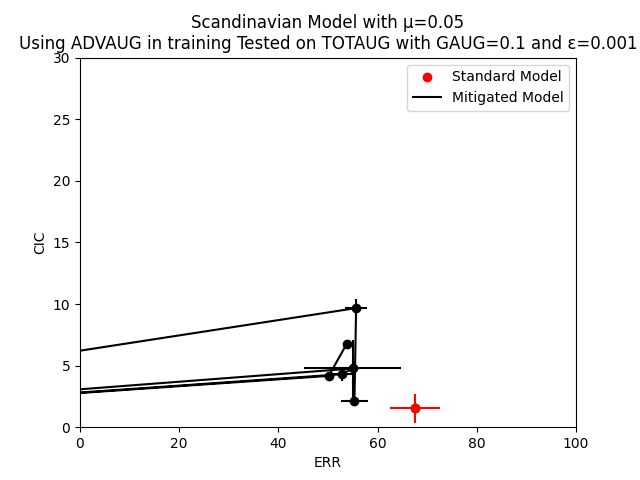 Scandinavian Model with μ=0.05
Using ADVAUG in training Tested on TOTAUG with GAUG=0.1 and ε=0.001
Standard Model
Mitigated Model
30
25
20
15
10
5
0
CIC
0 20 40 60 80 100
ERR